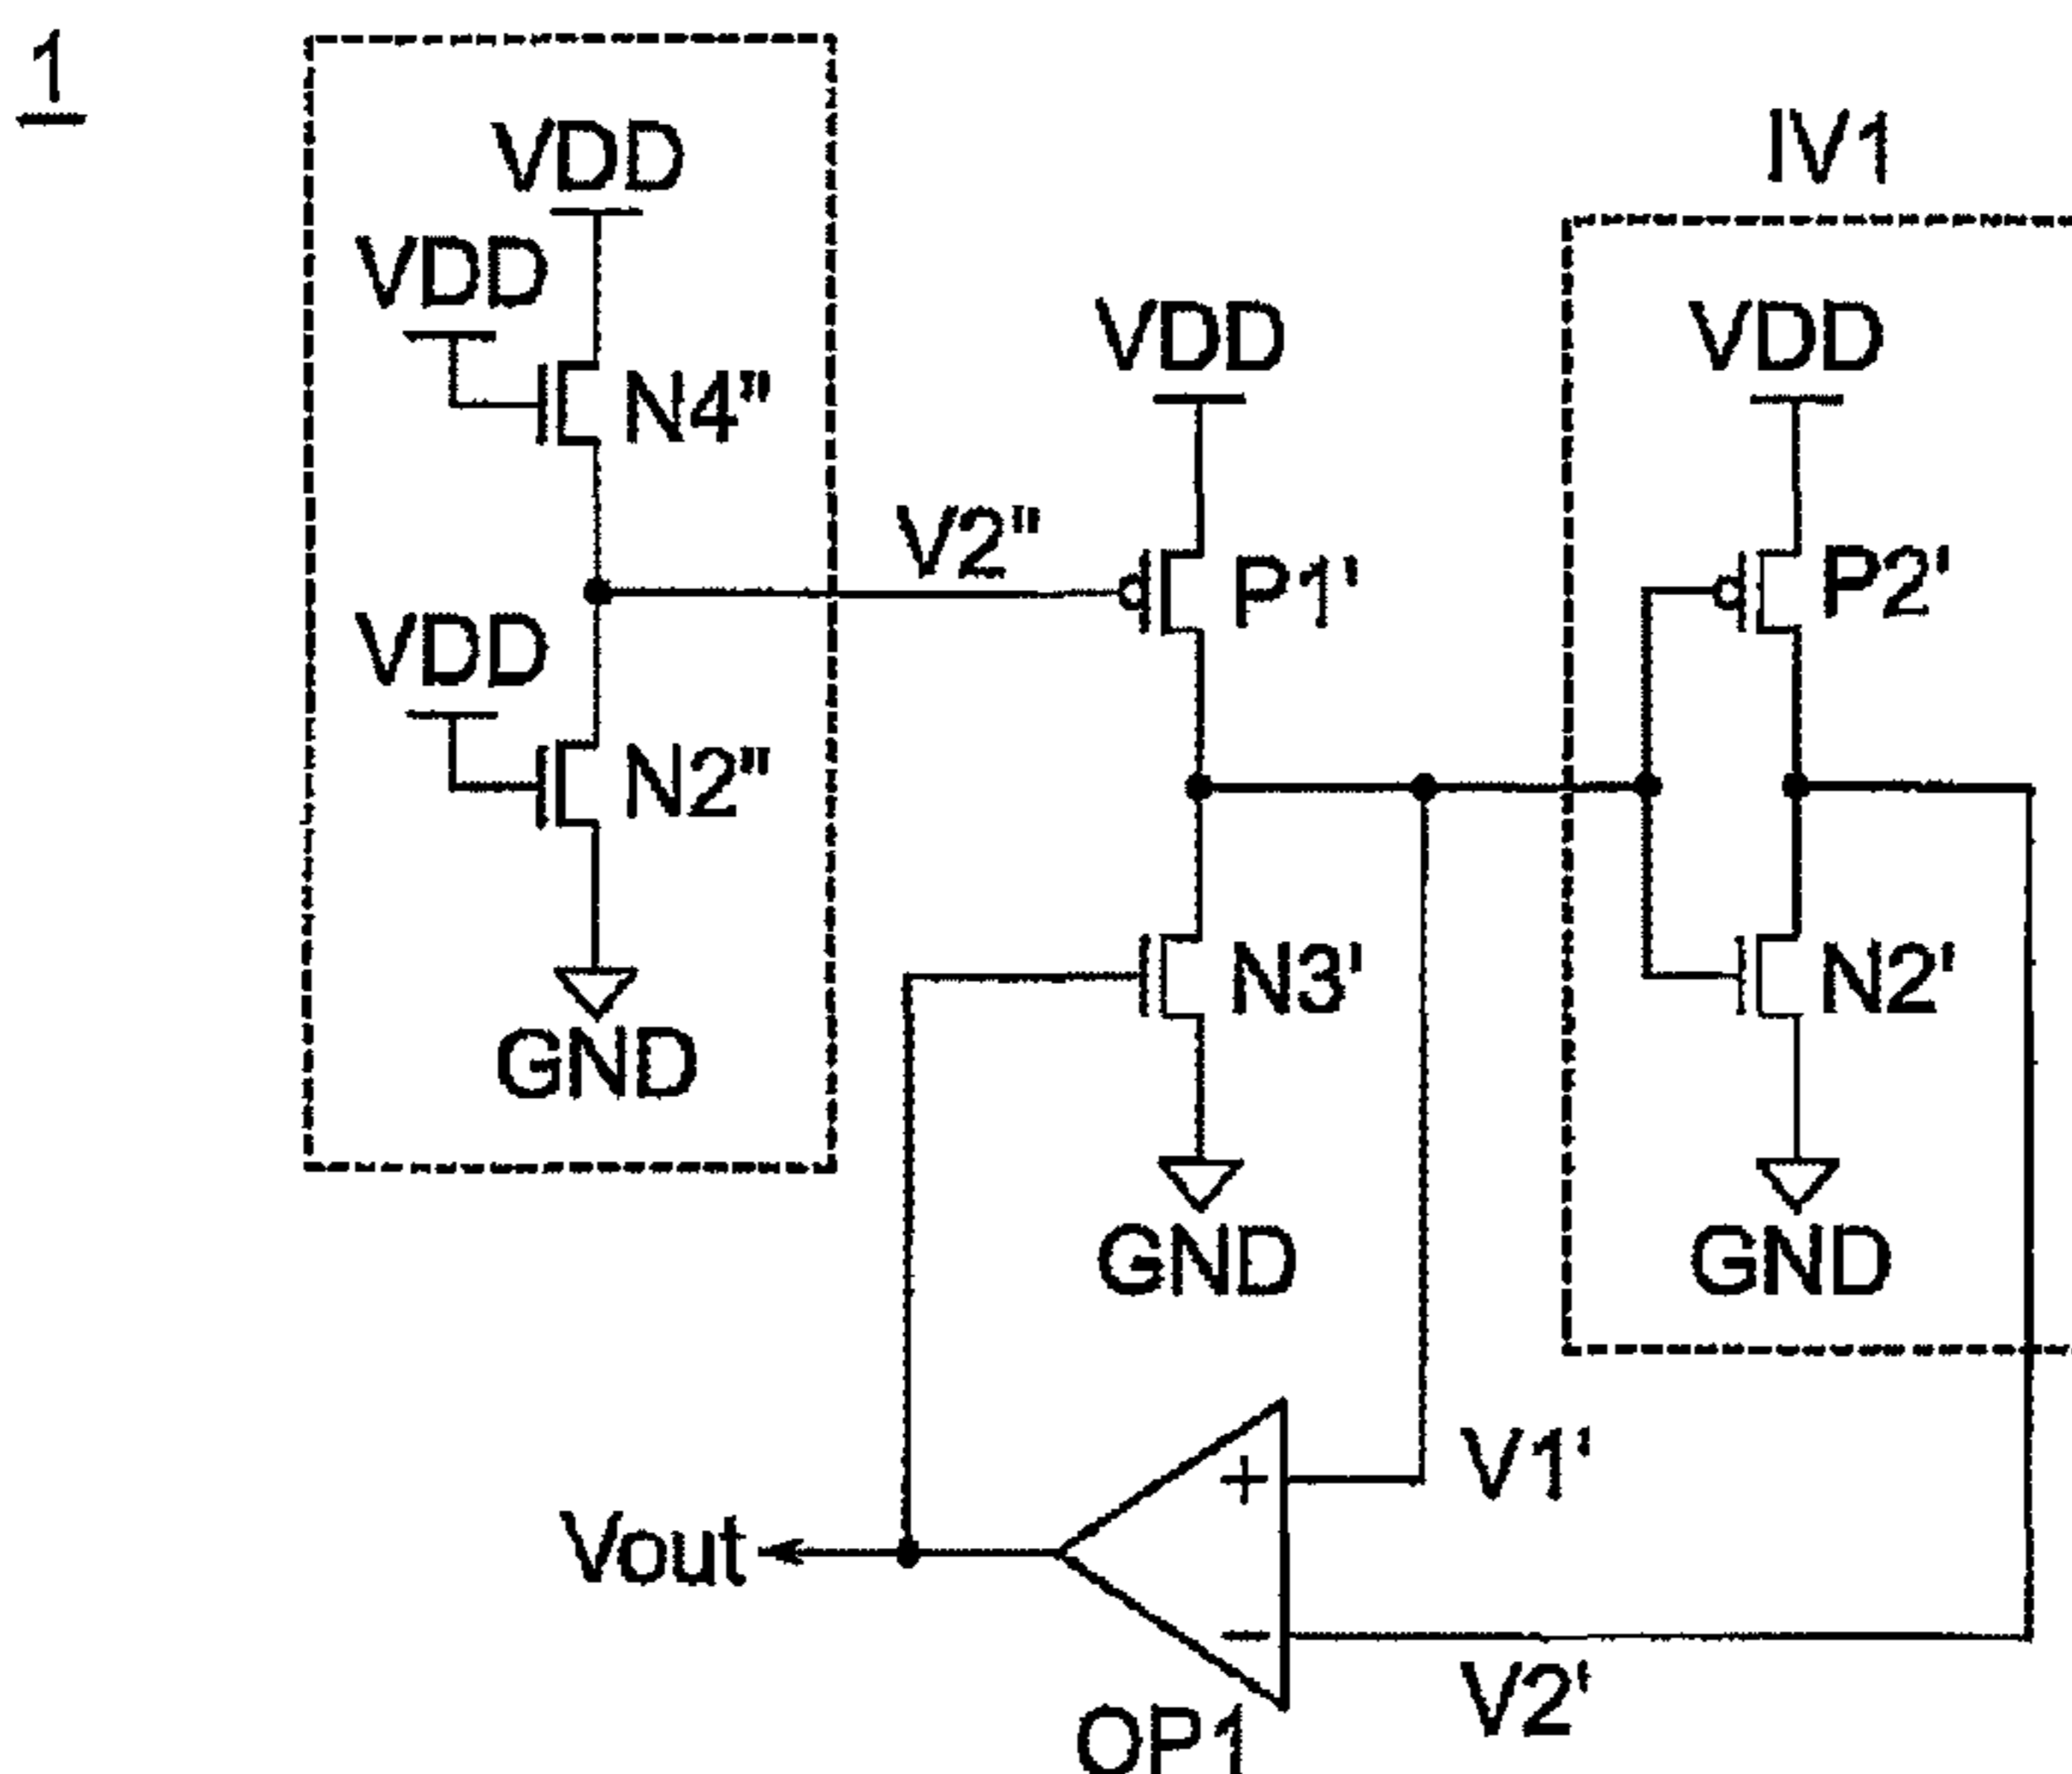 1
VDD
VDD
N4"
VDD
N2"
GND
V2"
VDD
P1'
N3'
GND
IV1
VDD
P2'
N2'
GND
Vout
+
−
V1'
V2'
OP1